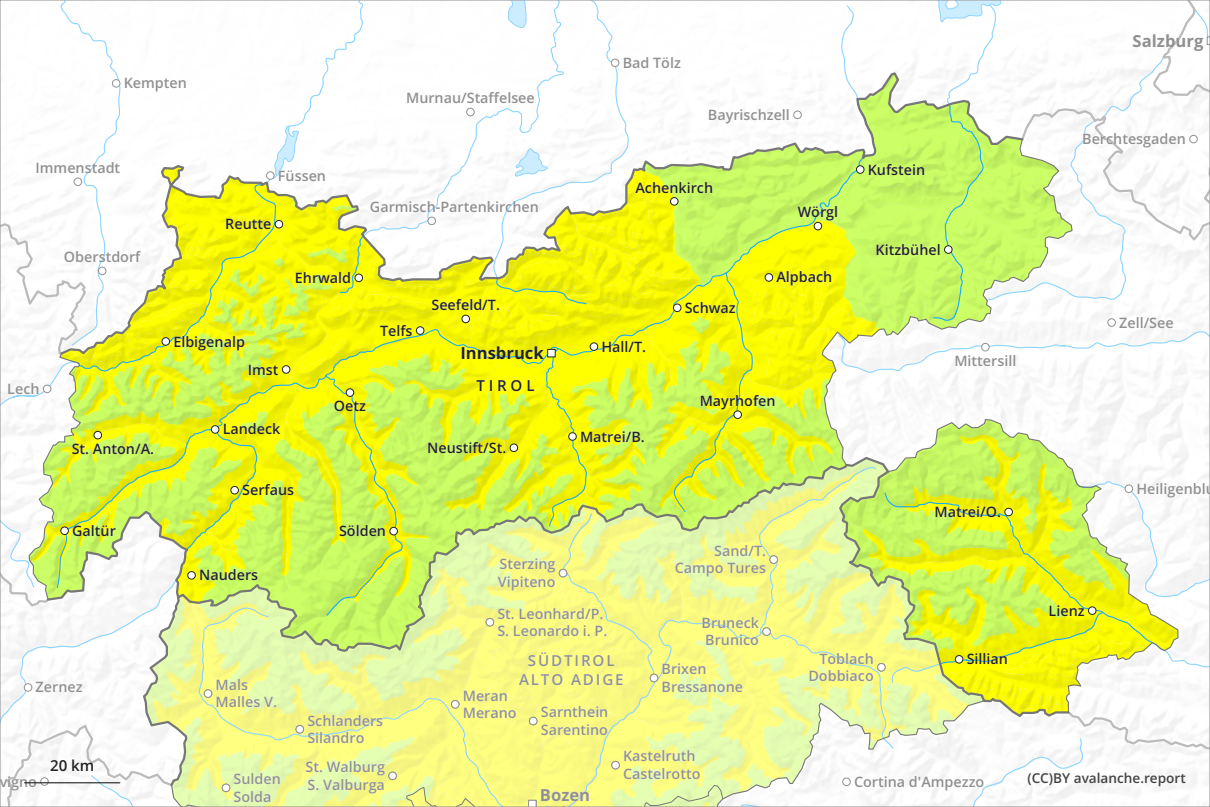 Salzburg
Bad Tölz
Kempten
Murnau/Staffelsee
Bayrischzell
Berchtesgaden
Immenstadt
Füssen
Kufstein
Achenkirch
Garmisch-Partenkirchen
Wörgl
Reutte
Oberstdorf
Kitzbühel
Ehrwald
Alpbach
Seefeld/T.
Schwaz
Telfs
Zell/See
Elbigenalp
Innsbruck
Hall/T.
Mittersill
Imst
TIROL
Lech
Oetz
Mayrhofen
Landeck
Matrei/B.
St. Anton/A.
Neustift/St.
Serfaus
Heiligenblu
Matrei/O.
Galtür
Sölden
Sand/T.
Campo Tures
Sterzing
Vipiteno
Nauders
Lienz
St. Leonhard/P.
S. Leonardo i. P.
Bruneck
Brunico
Sillian
SÜDTIROL
ALTO ADIGE
Toblach
Dobbiaco
Brixen
Bressanone
Zernez
Mals
Malles V.
Meran
Merano
Sarnthein
Sarentino
Schlanders
Silandro
Kastelruth
Castelrotto
20 km
St. Walburg
S. Valburga
Sulden
Solda
vigno
Cortina d'Ampezzo
(CC)BY avalanche.report
Bozen